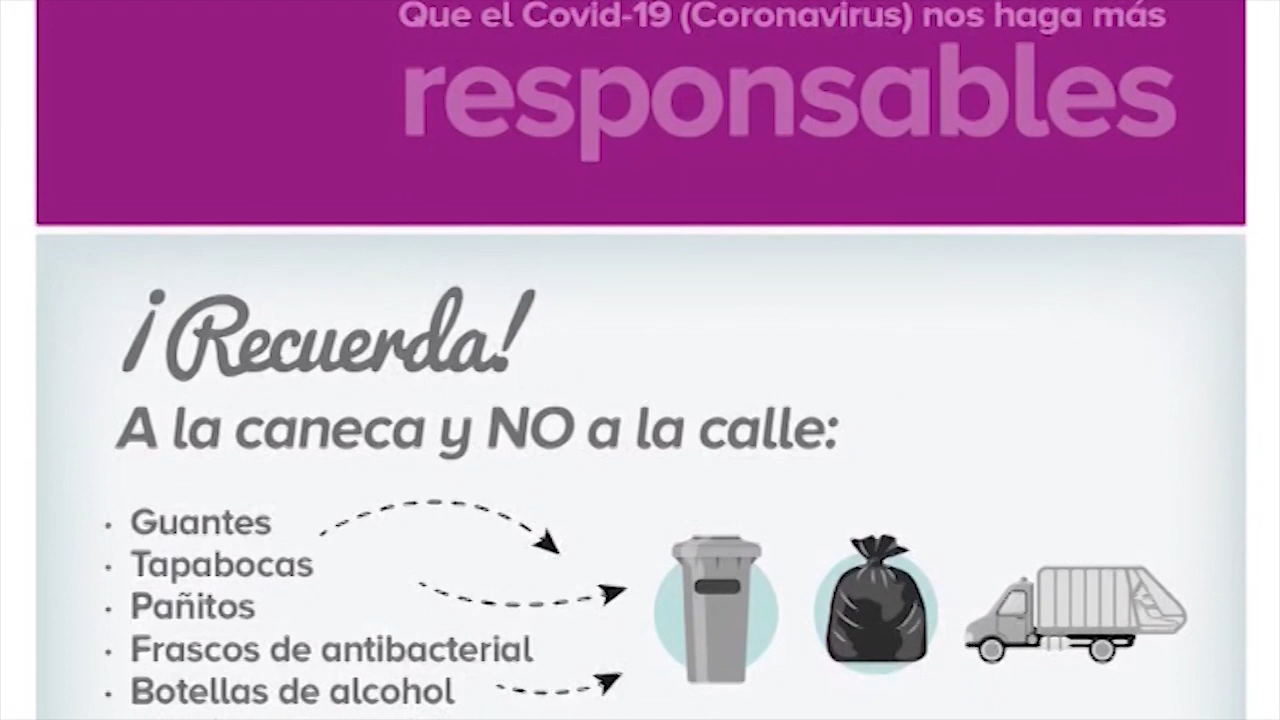 Que el Covid-19 (Coronavirus) nos haga más
responsables
¡Recuerda!
A la caneca y NO a la calle:
· Guantes
· Tapabocas
· Pañitos
· Frascos de antibacterial
· Botellas de alcohol